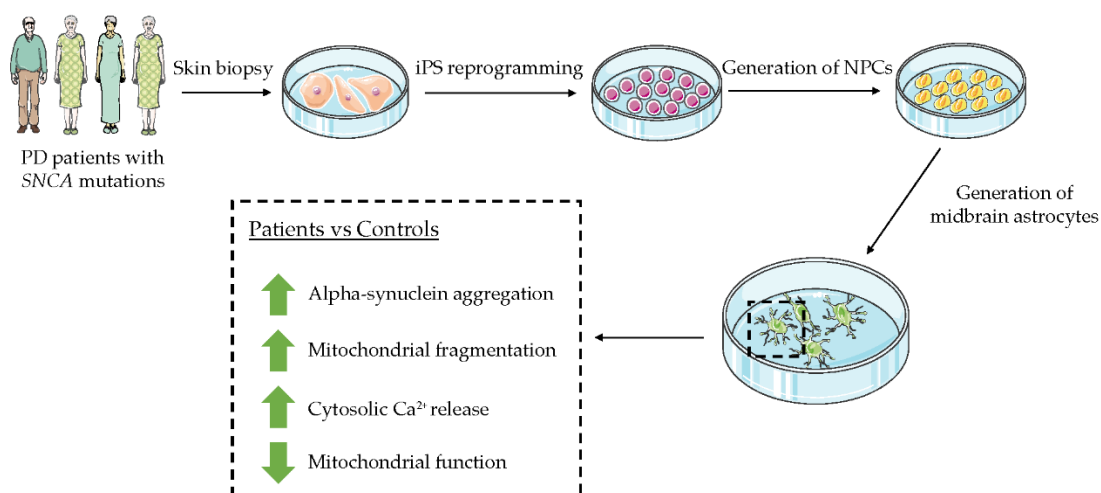 Skin biopsy
iPS reprogramming
Generation of NPCs
PD patients with
SNCA mutations
Generation of
midbrain astrocytes
Patients vs Controls
Alpha-synuclein aggregation
Mitochondrial fragmentation
Cytosolic Ca²⁺ release
Mitochondrial function